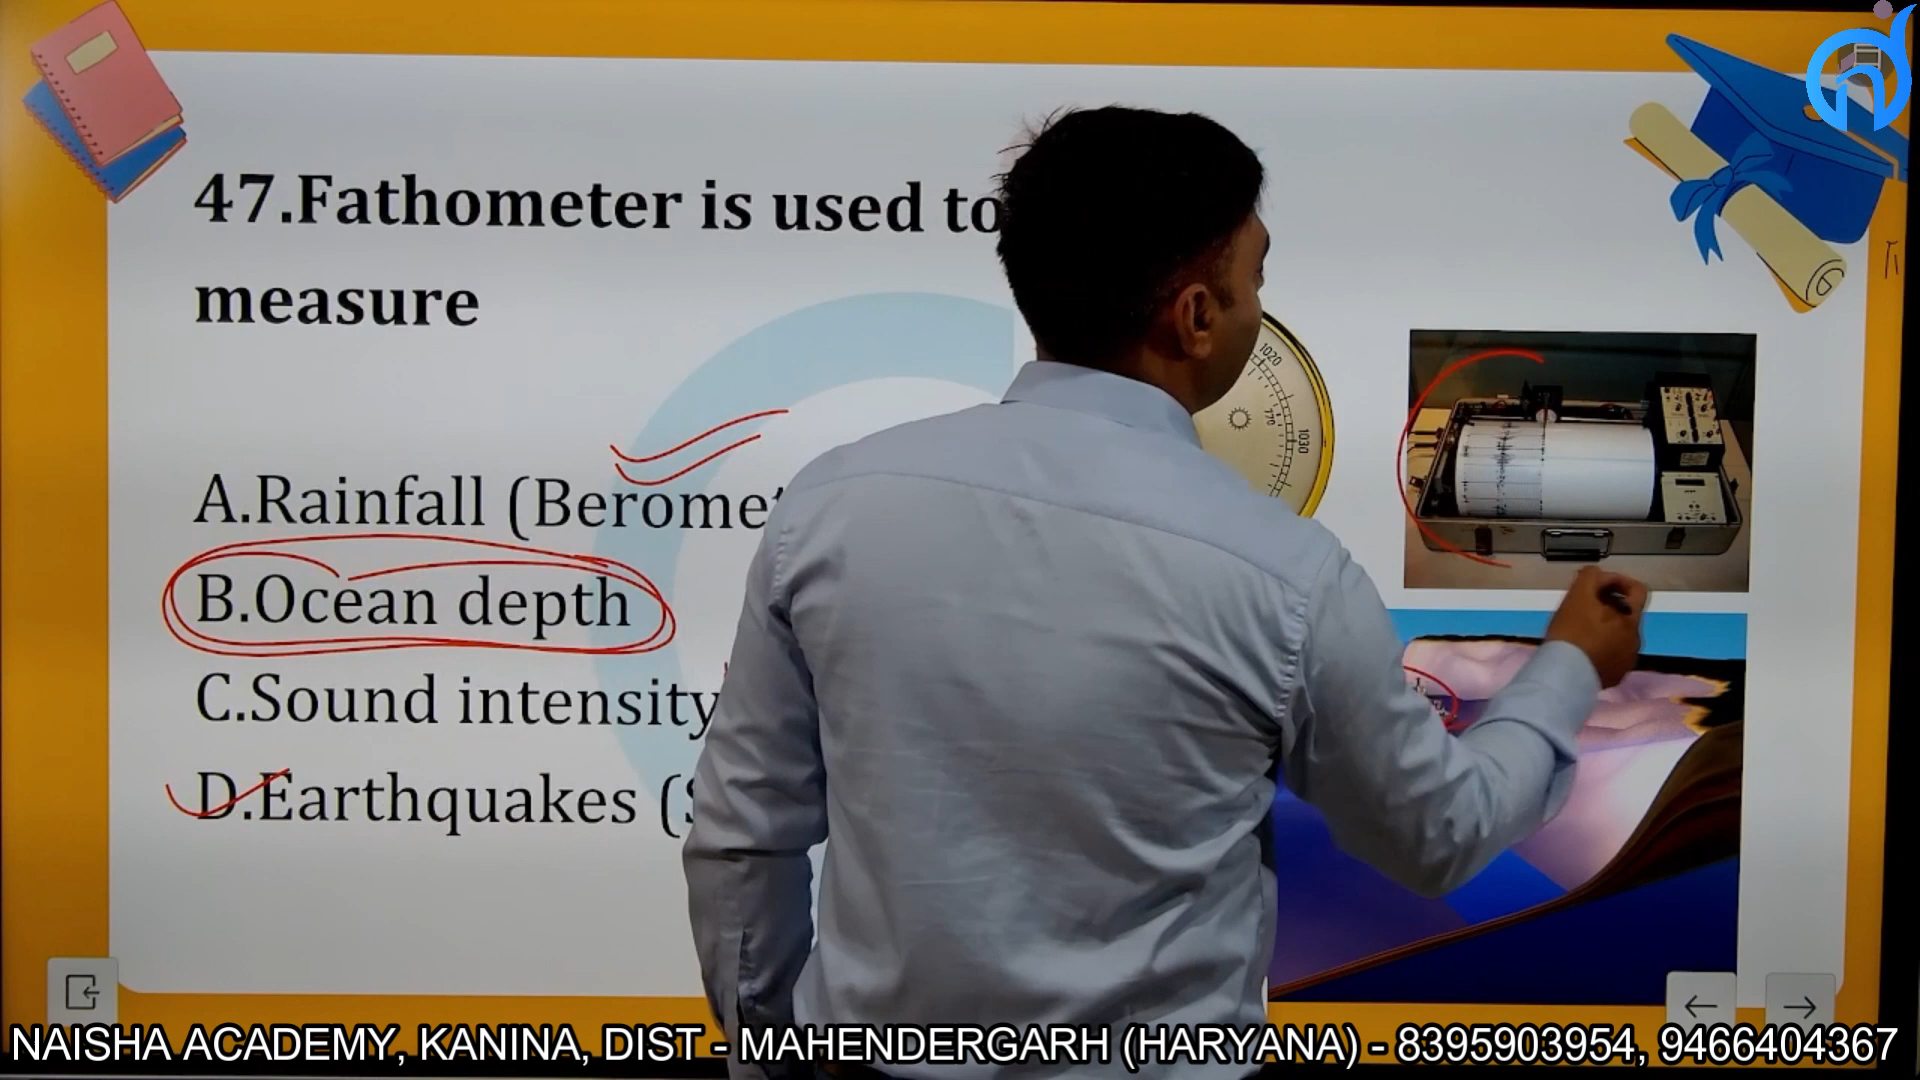 47.Fathometer is used to
measure
A.Rainfall (Beromet
B.Ocean depth
C.Sound intensity
D.Earthquakes (S
1020
770
1030
NAISHA ACADEMY, KANINA, DIST - MAHENDERGARH (HARYANA) - 8395903954, 9466404367